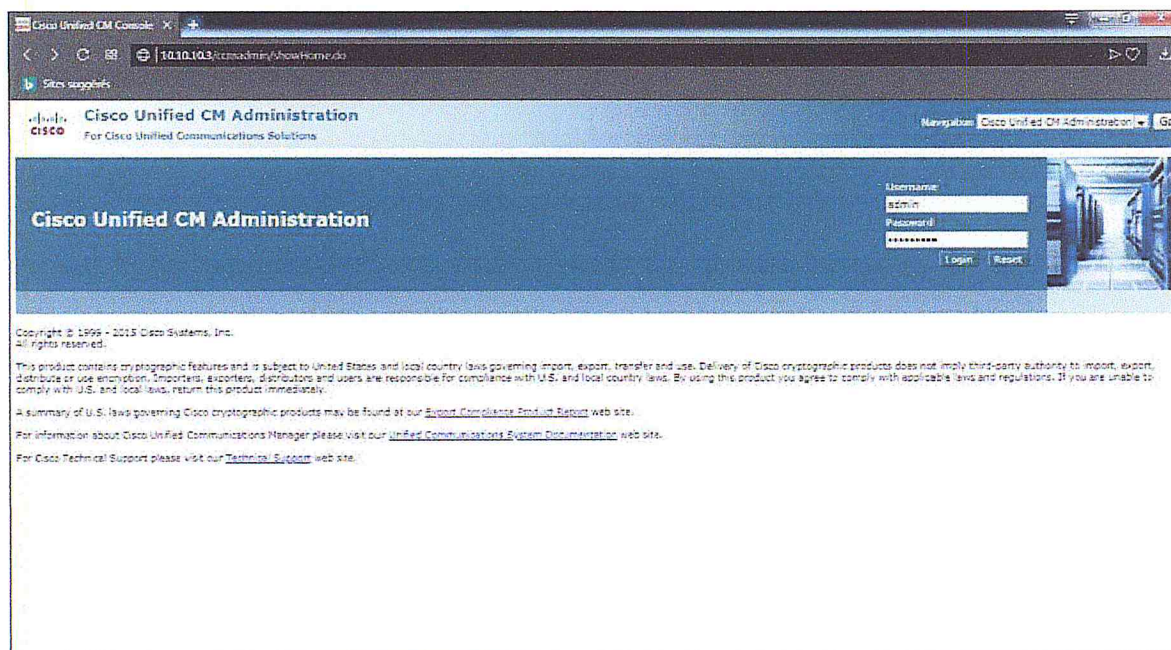 Cisco Unified CM Console
10.10.10.3/ccmadmin/showHome.do
Sites suggérés
CISCO
Cisco Unified CM Administration
For Cisco Unified Communications Solutions
Navigation Cisco Unified CM Administration Go
Cisco Unified CM Administration
Username
admin
Password
Login Reset
Copyright © 1999 - 2015 Cisco Systems, Inc.
All rights reserved.
This product contains cryptographic features and is subject to United States and local country laws governing import, export, transfer and use. Delivery of Cisco cryptographic products does not imply third-party authority to import, export,
distribute or use encryption. Importers, exporters, distributors and users are responsible for compliance with U.S. and local country laws. By using this product you agree to comply with applicable laws and regulations. If you are unable to
comply with U.S. and local laws, return this product immediately.
A summary of U.S. laws governing Cisco cryptographic products may be found at our Export Compliance Product Report web site.
For information about Cisco Unified Communications Manager please visit our Unified Communications System Documentation web site.
For Cisco Technical Support please visit our Technical Support web site.